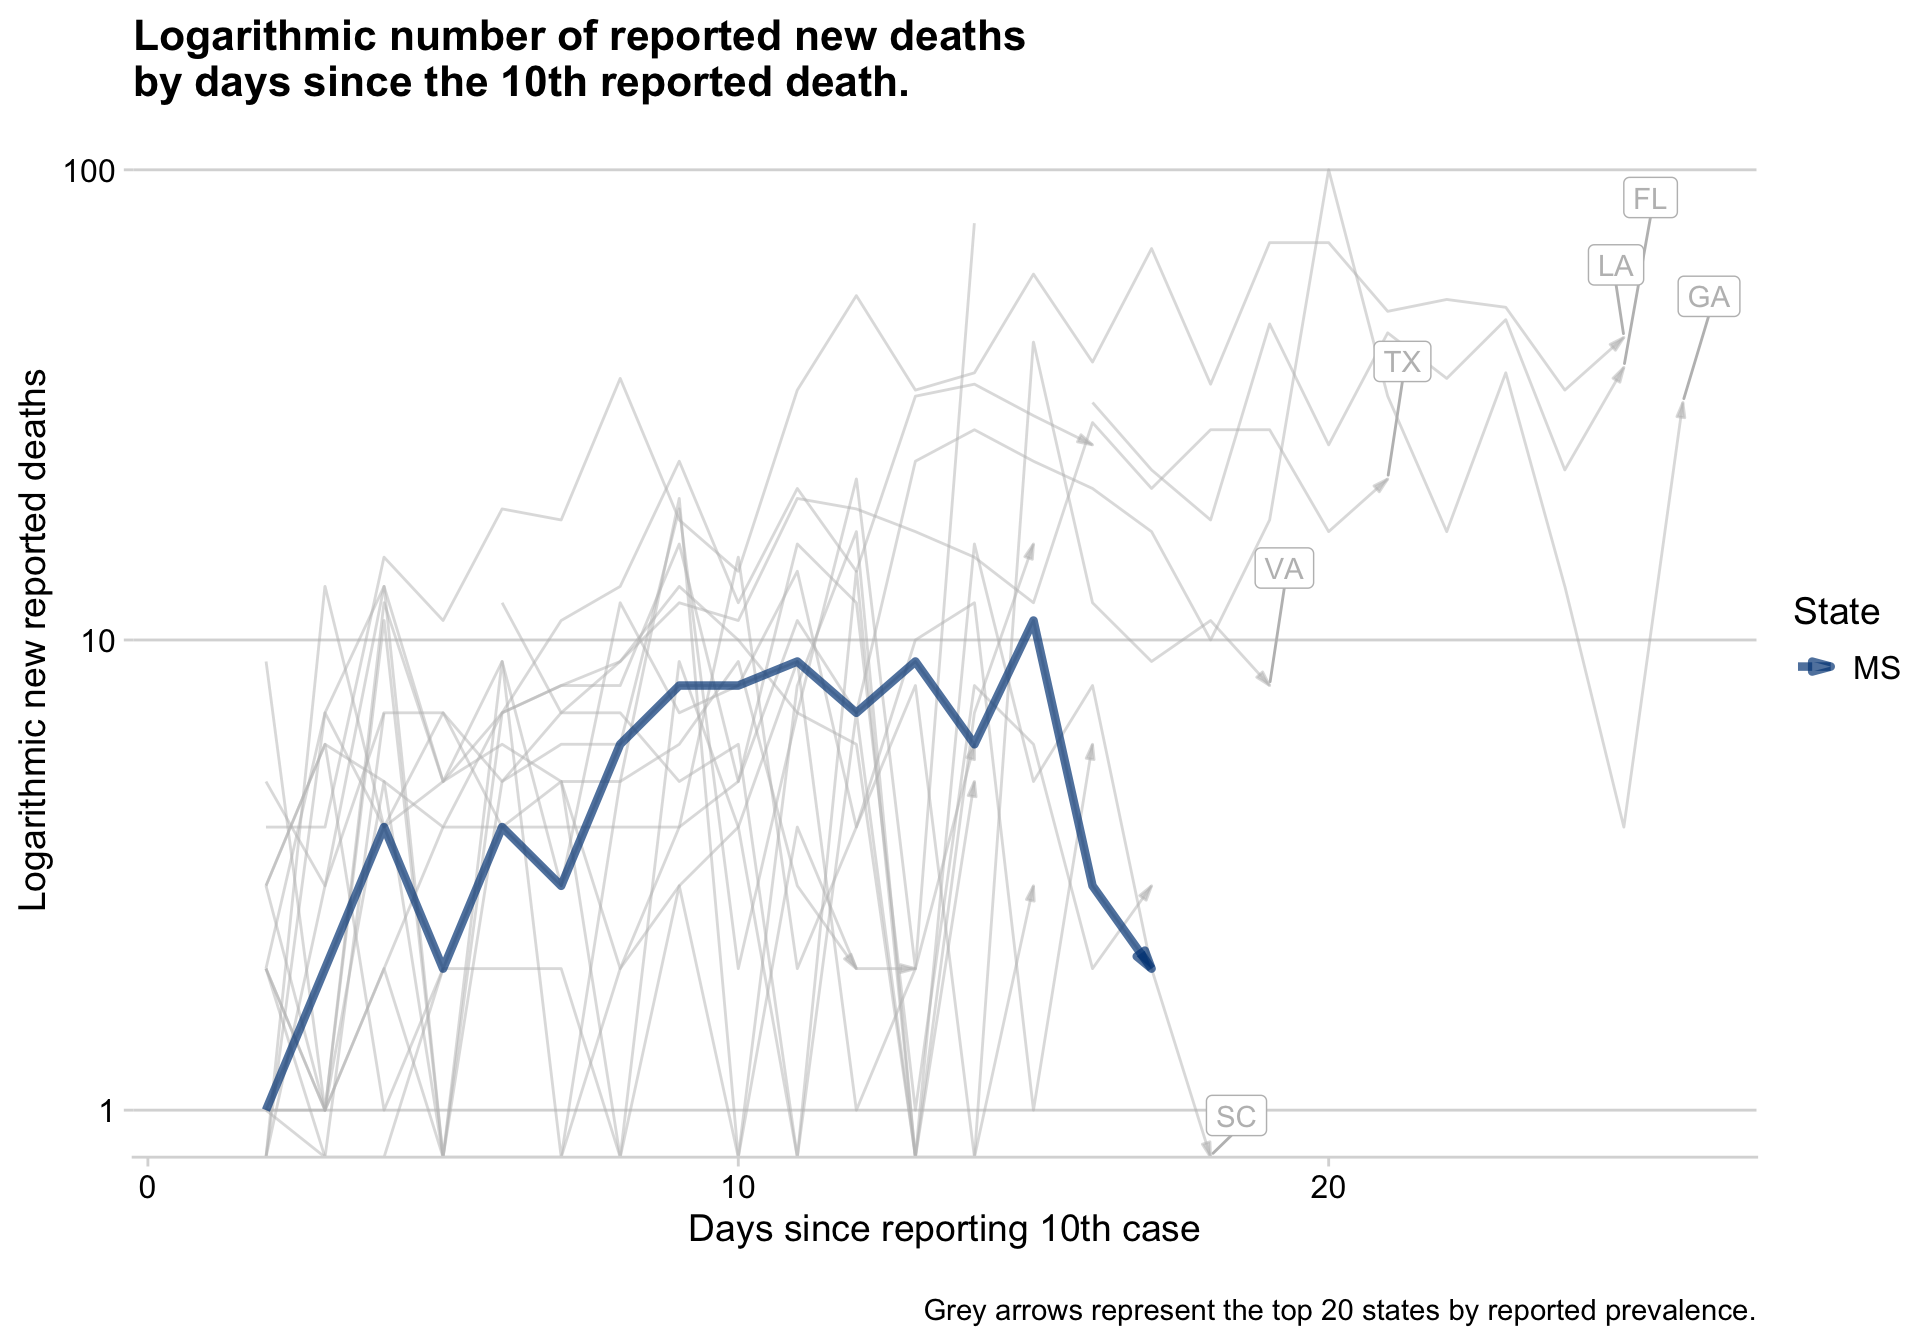 Logarithmic number of reported new deaths
by days since the 10th reported death.
100
10
1
Logarithmic new reported deaths
FL
LA
GA
TX
VA
SC
State
MS
0
10
20
Days since reporting 10th case
Grey arrows represent the top 20 states by reported prevalence.